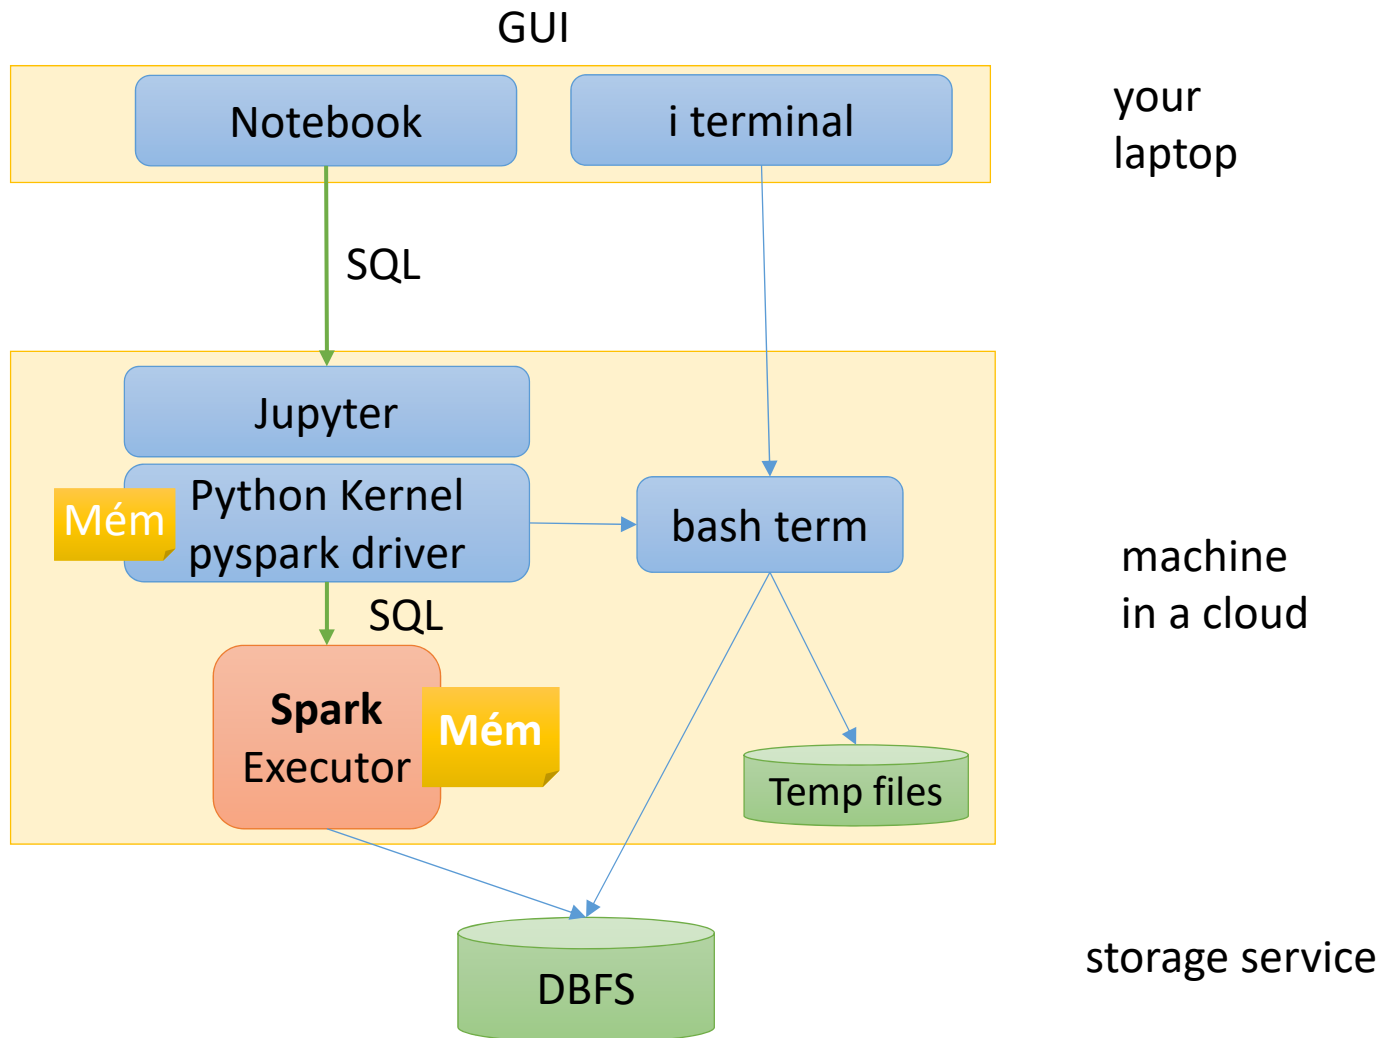 GUI
Notebook
i terminal
your
laptop
SQL
Jupyter
Mém
Python Kernel
pyspark driver
bash term
machine
in a cloud
SQL
Spark
Executor
Mém
Temp files
DBFS
storage service